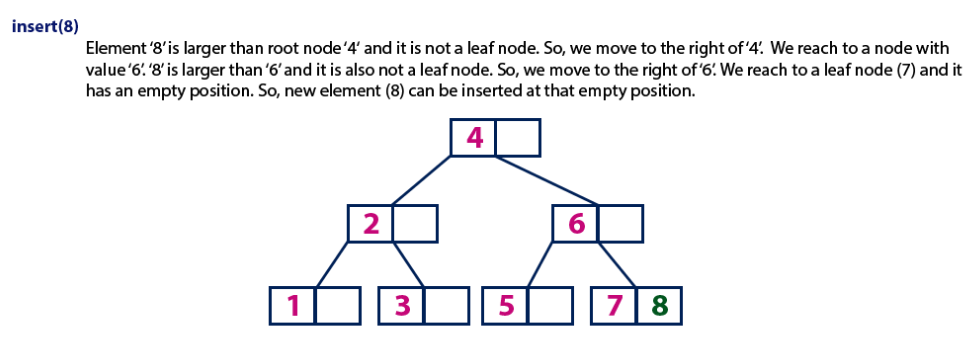 insert(8)
Element ‘8’ is larger than root node ‘4’ and it is not a leaf node. So, we move to the right of ‘4’. We reach to a node with
value ‘6’. ‘8’ is larger than ‘6’ and it is also not a leaf node. So, we move to the right of ‘6’. We reach to a leaf node (7) and it
has an empty position. So, new element (8) can be inserted at that empty position.
4
2 6
1 3 5 7 8